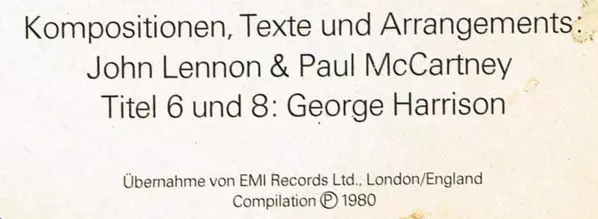 Kompositionen, Texte und Arrangements:
John Lennon & Paul McCartney
Titel 6 und 8: George Harrison
Übernahme von EMI Records Ltd., London/England
Compilation Ⓟ 1980